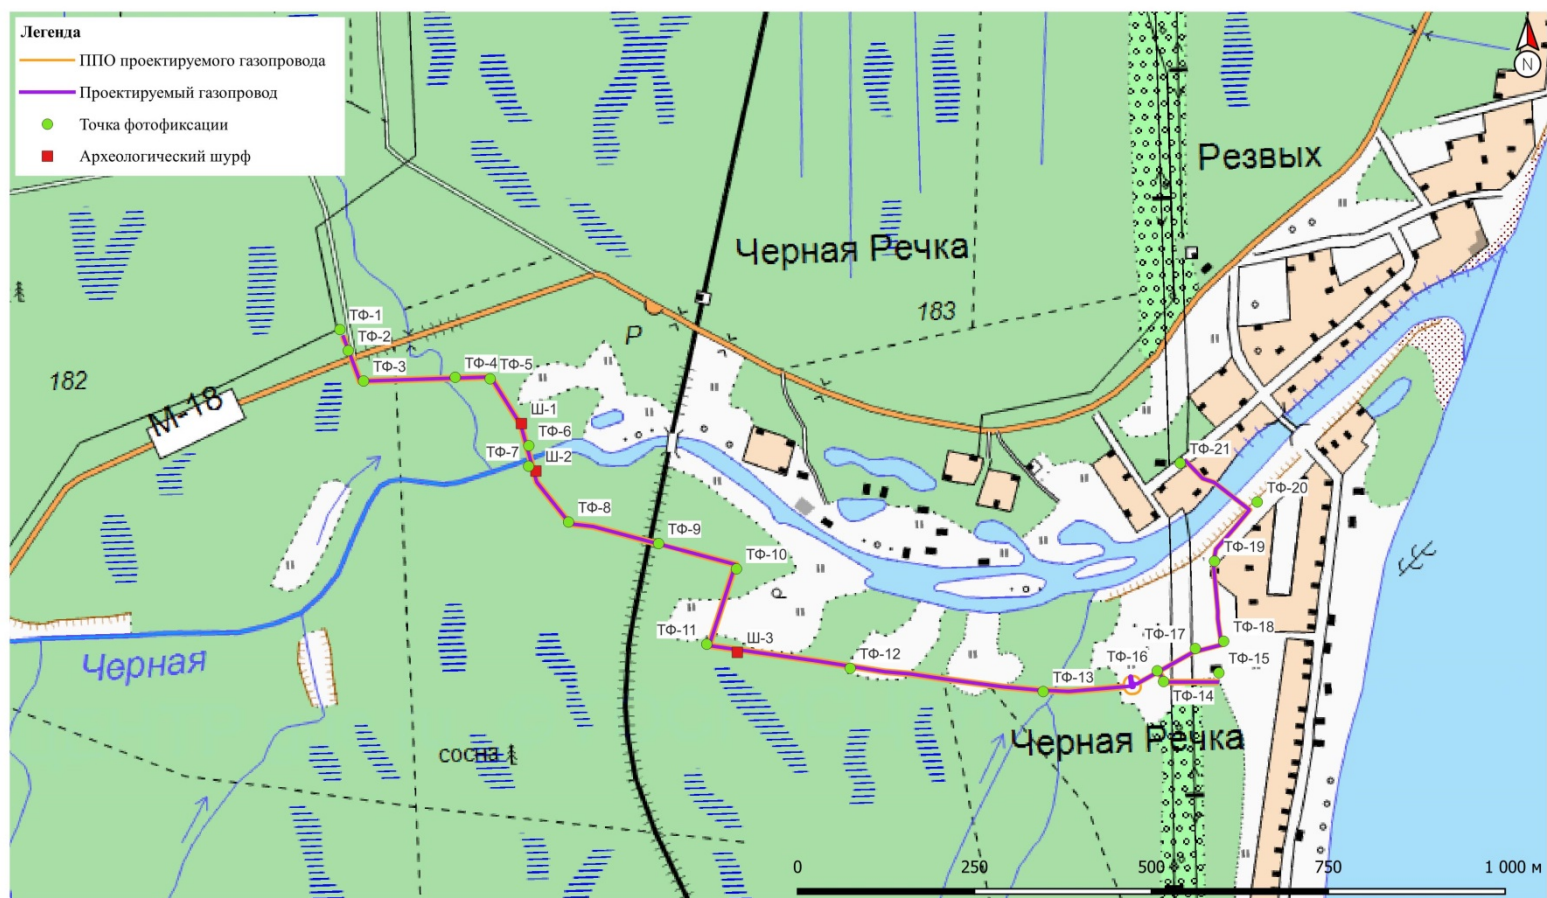 Легенда
ППО проектируемого газопровода
Проектируемый газопровод
Точка фотофиксации
Археологический шурф
N
Резвых
Черная Речка
183
Р
182
М-18
ТФ-1
ТФ-2
ТФ-3
ТФ-4
ТФ-5
Ш-1
ТФ-6
ТФ-7
Ш-2
ТФ-8
ТФ-9
ТФ-10
ТФ-11
Ш-3
ТФ-12
ТФ-13
ТФ-16
ТФ-17
ТФ-14
ТФ-15
ТФ-18
ТФ-19
ТФ-20
ТФ-21
Черная
сосна
Черная Речка
0 250 500 750 1 000 м